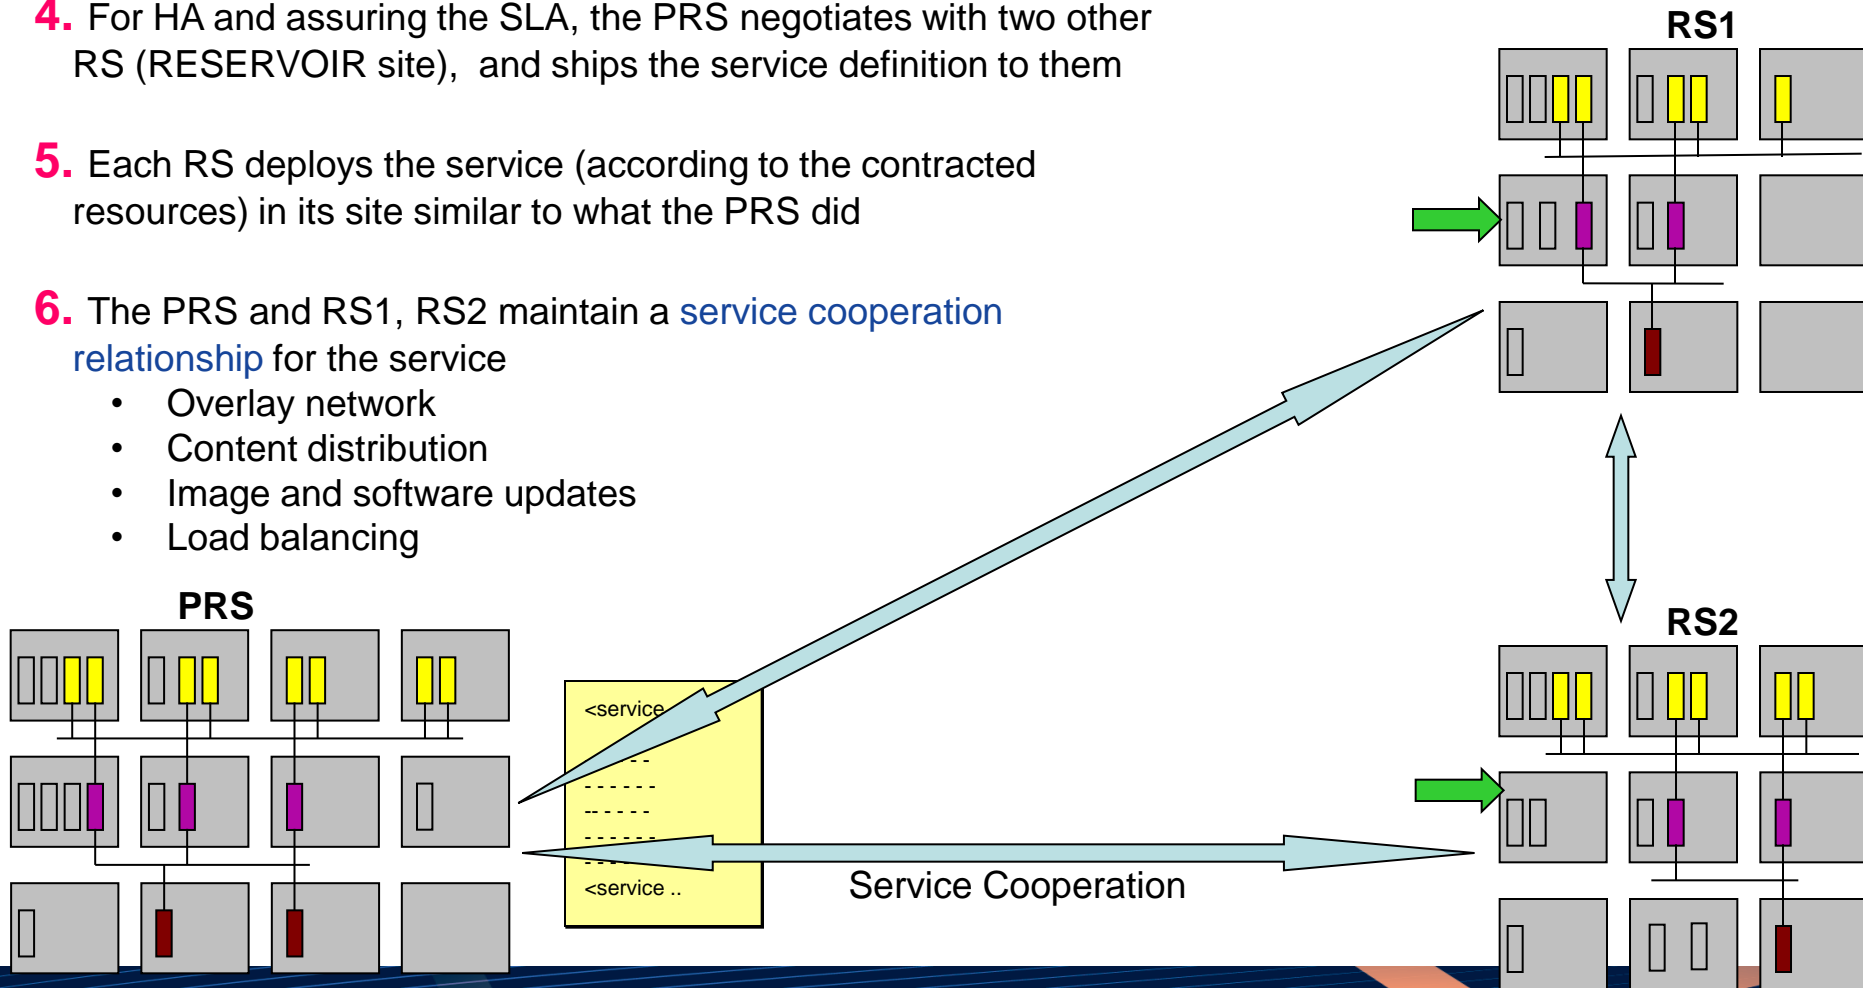 4. For HA and assuring the SLA, the PRS negotiates with two other
RS (RESERVOIR site),  and ships the service definition to them
5. Each RS deploys the service (according to the contracted
resources) in its site similar to what the PRS did
6. The PRS and RS1, RS2 maintain a service cooperation
relationship for the service
• Overlay network
• Content distribution
• Image and software updates
• Load balancing
PRS
RS1
RS2
<service
- -
- - - - - -
-- - - -
- - - - - -
- - - - -
<service ..
Service Cooperation